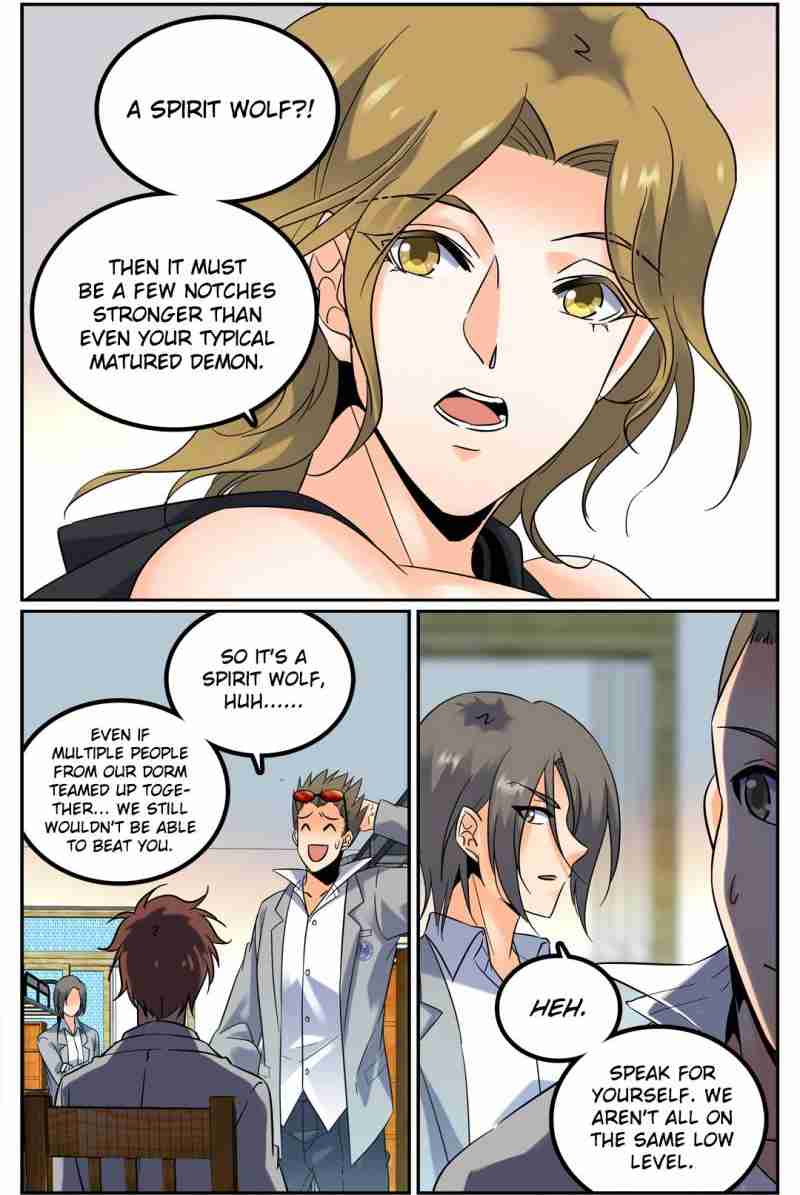 A SPIRIT WOLF?!
THEN IT MUST
BE A FEW NOTCHES
STRONGER THAN
EVEN YOUR TYPICAL
MATURED DEMON.
SO IT'S A
SPIRIT WOLF,
HUH......
EVEN IF
MULTIPLE PEOPLE
FROM OUR DORM
TEAMED UP TOGE-
THER... WE STILL
WOULDN'T BE ABLE
TO BEAT YOU.
HEH.
SPEAK FOR
YOURSELF. WE
AREN'T ALL ON
THE SAME LOW
LEVEL.